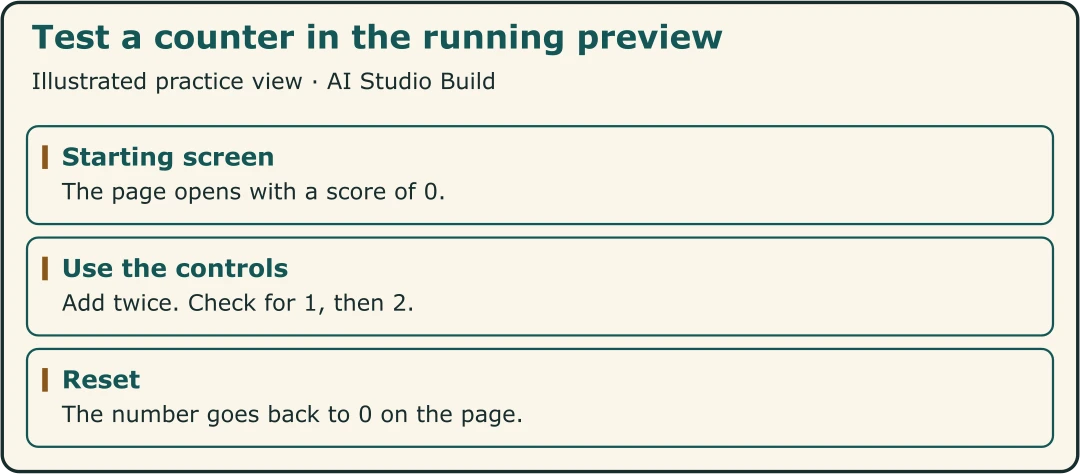 Test a counter in the running preview
Illustrated practice view · AI Studio Build
Starting screen
The page opens with a score of 0.
Use the controls
Add twice. Check for 1, then 2.
Reset
The number goes back to 0 on the page.